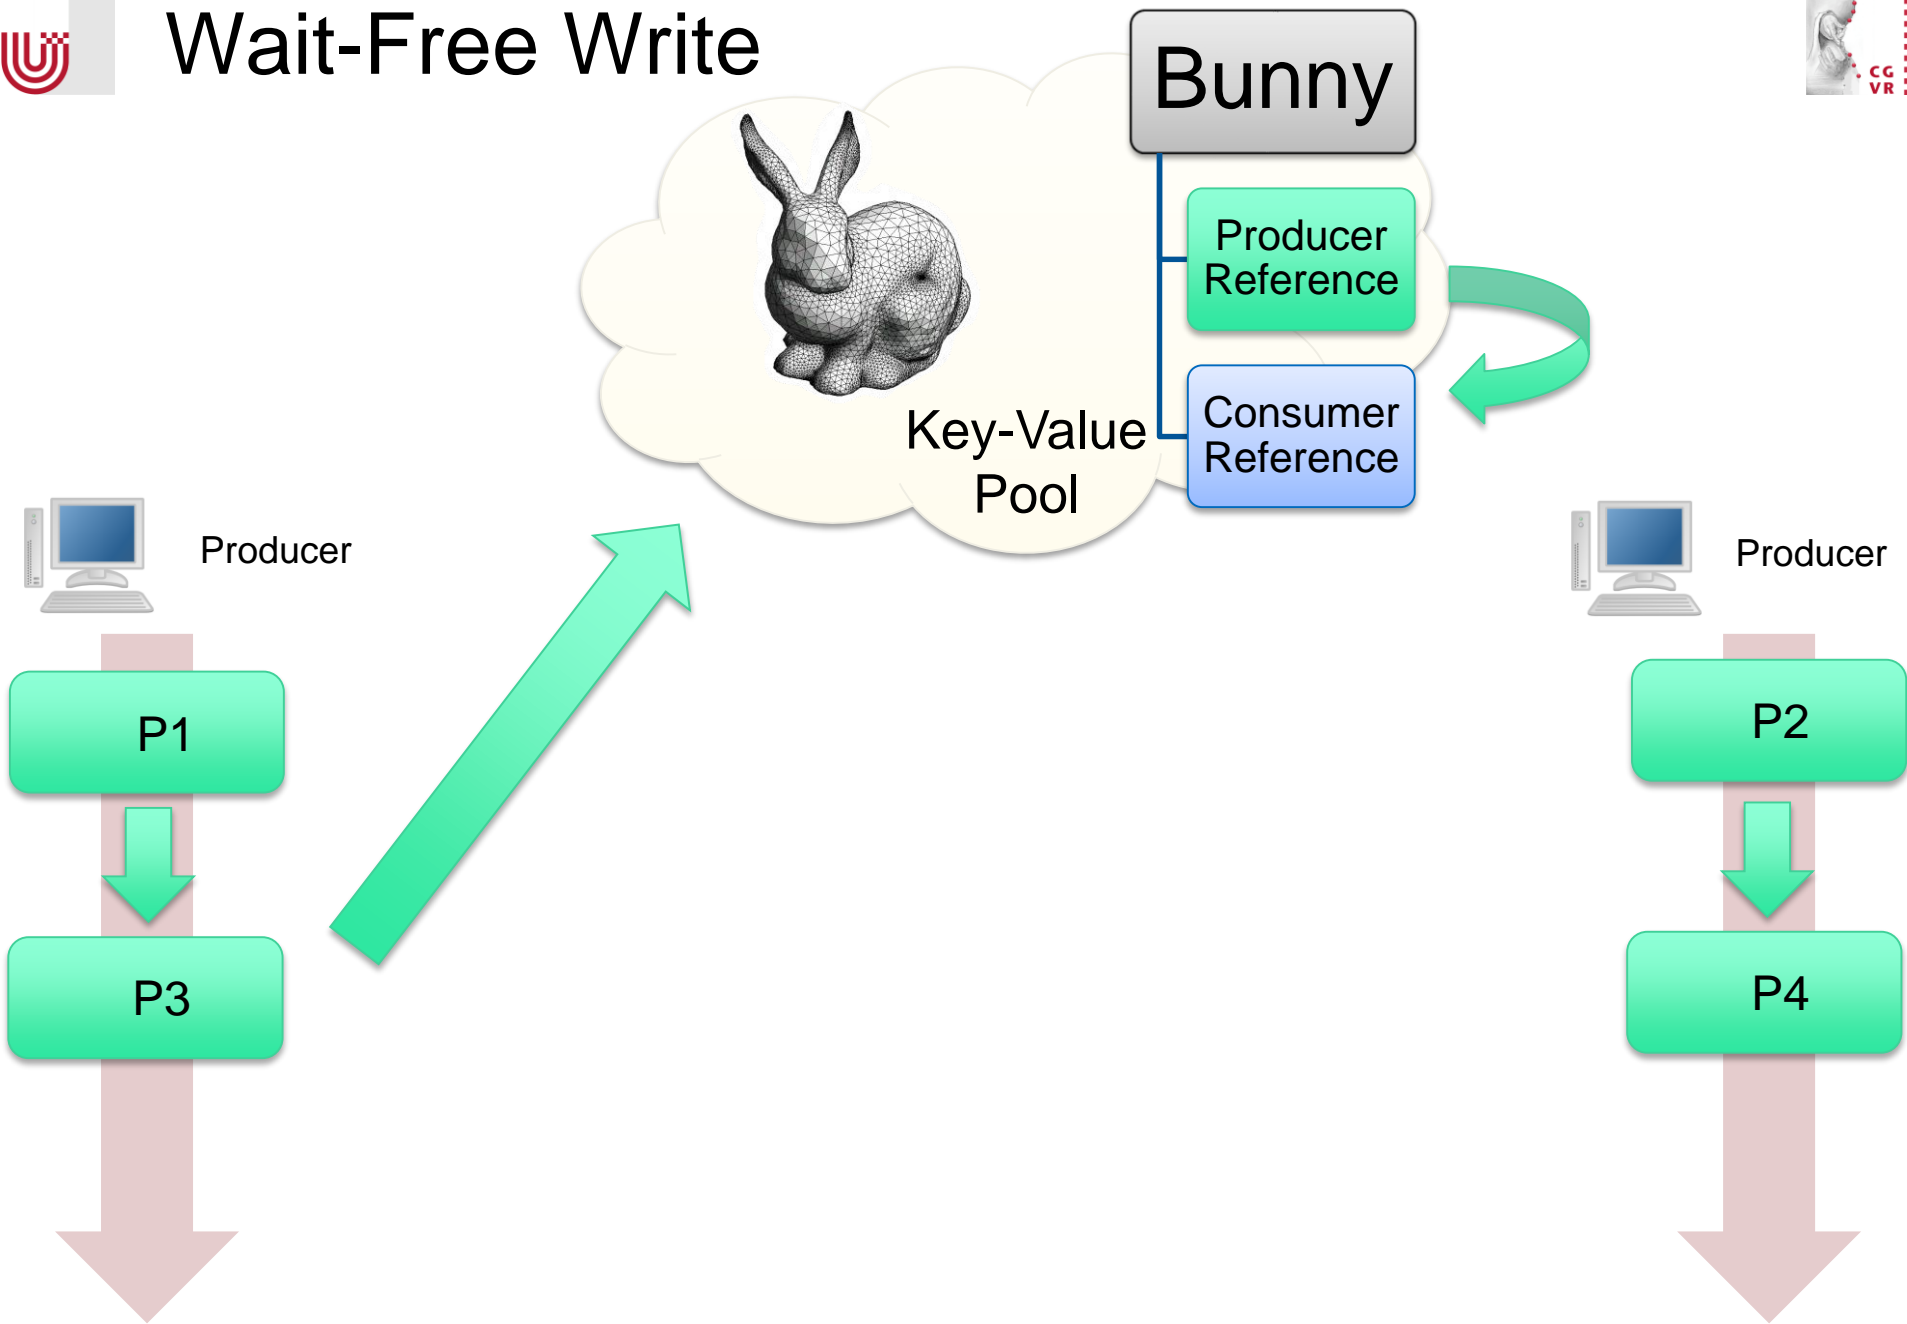 Wait-Free Write
Bunny
CG
VR
Producer
Reference
Consumer
Reference
Key-Value
Pool
Producer
Producer
P1
P2
P3
P4